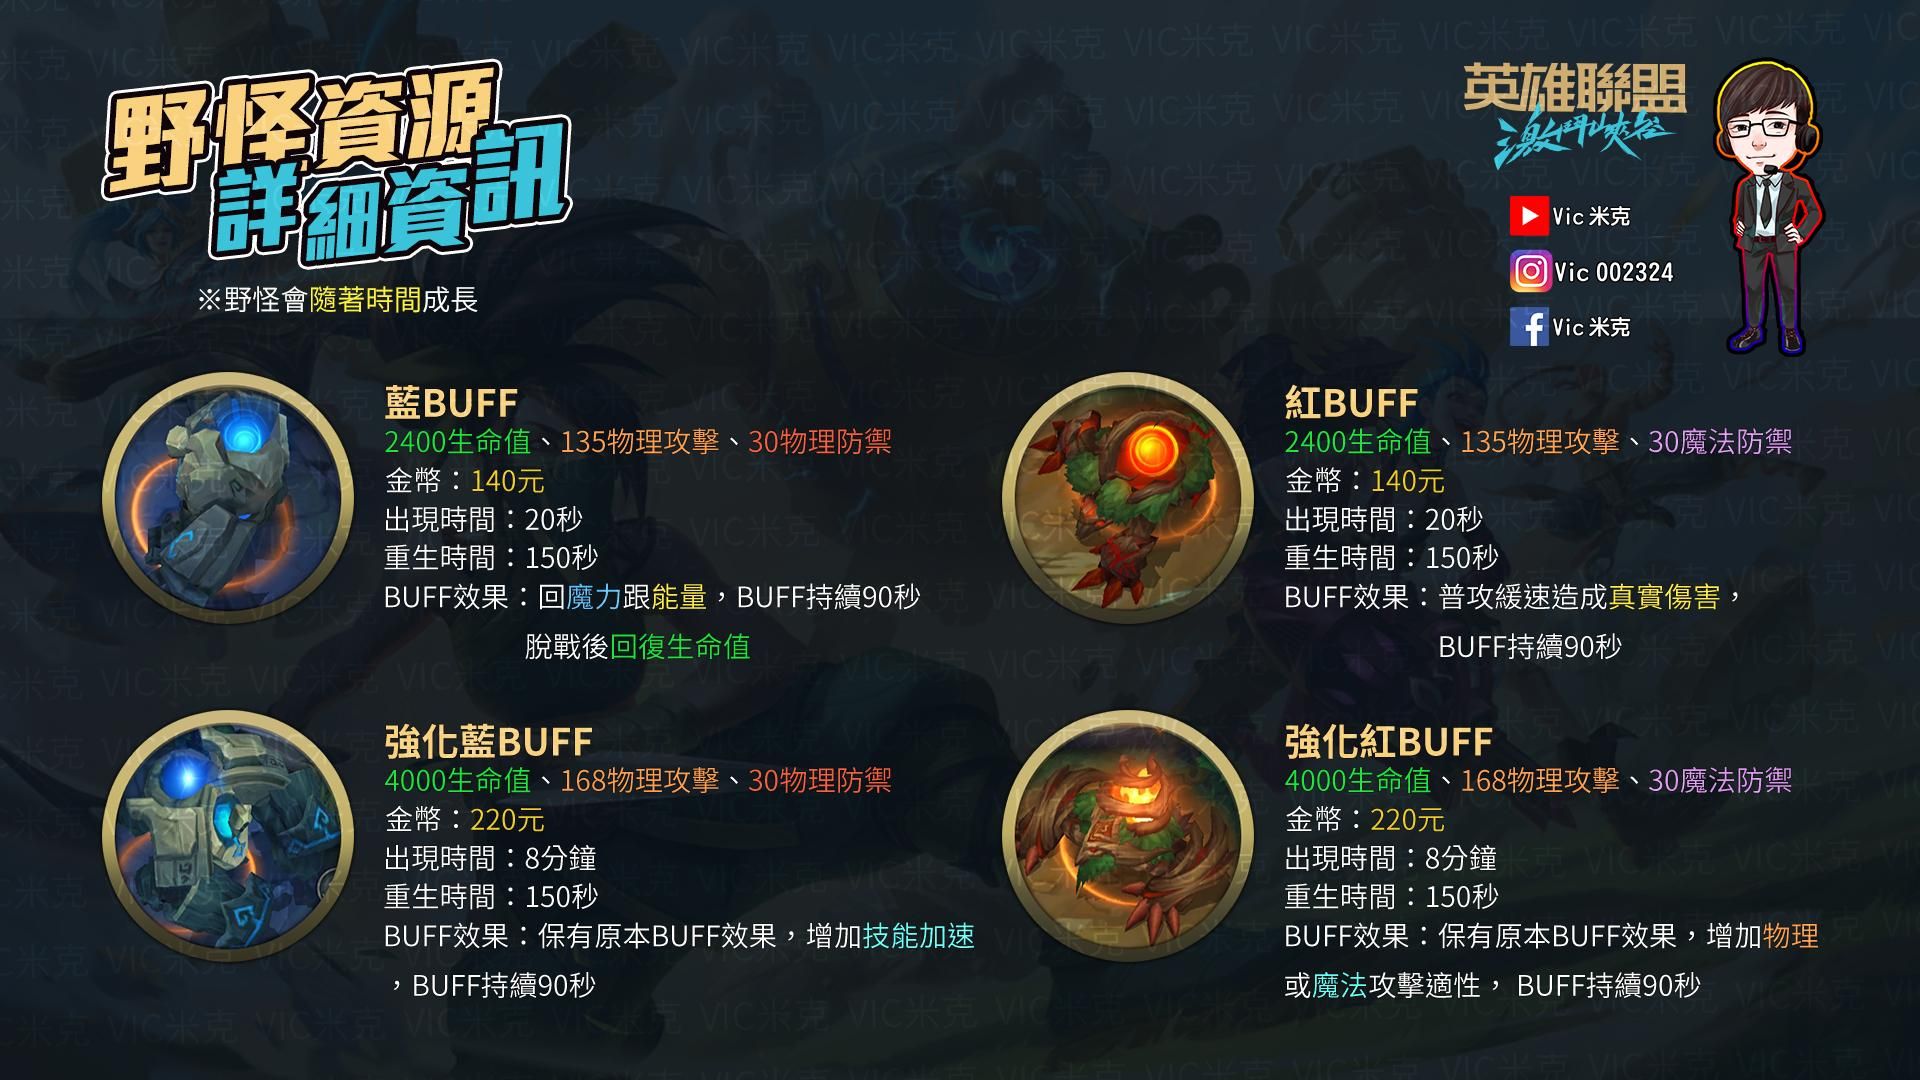 野怪資源
詳細資訊
※野怪會隨著時間成長
英雄聯盟
激鬥峽谷
Vic 米克
Vic 002324
Vic 米克
藍BUFF
2400生命值、135物理攻擊、30物理防禦
金幣：140元
出現時間：20秒
重生時間：150秒
BUFF效果：回魔力跟能量，BUFF持續90秒
脫戰後回復生命值
紅BUFF
2400生命值、135物理攻擊、30魔法防禦
金幣：140元
出現時間：20秒
重生時間：150秒
BUFF效果：普攻緩速造成真實傷害，
BUFF持續90秒
強化藍BUFF
4000生命值、168物理攻擊、30物理防禦
金幣：220元
出現時間：8分鐘
重生時間：150秒
BUFF效果：保有原本BUFF效果，增加技能加速
，BUFF持續90秒
強化紅BUFF
4000生命值、168物理攻擊、30魔法防禦
金幣：220元
出現時間：8分鐘
重生時間：150秒
BUFF效果：保有原本BUFF效果，增加物理
或魔法攻擊適性， BUFF持續90秒